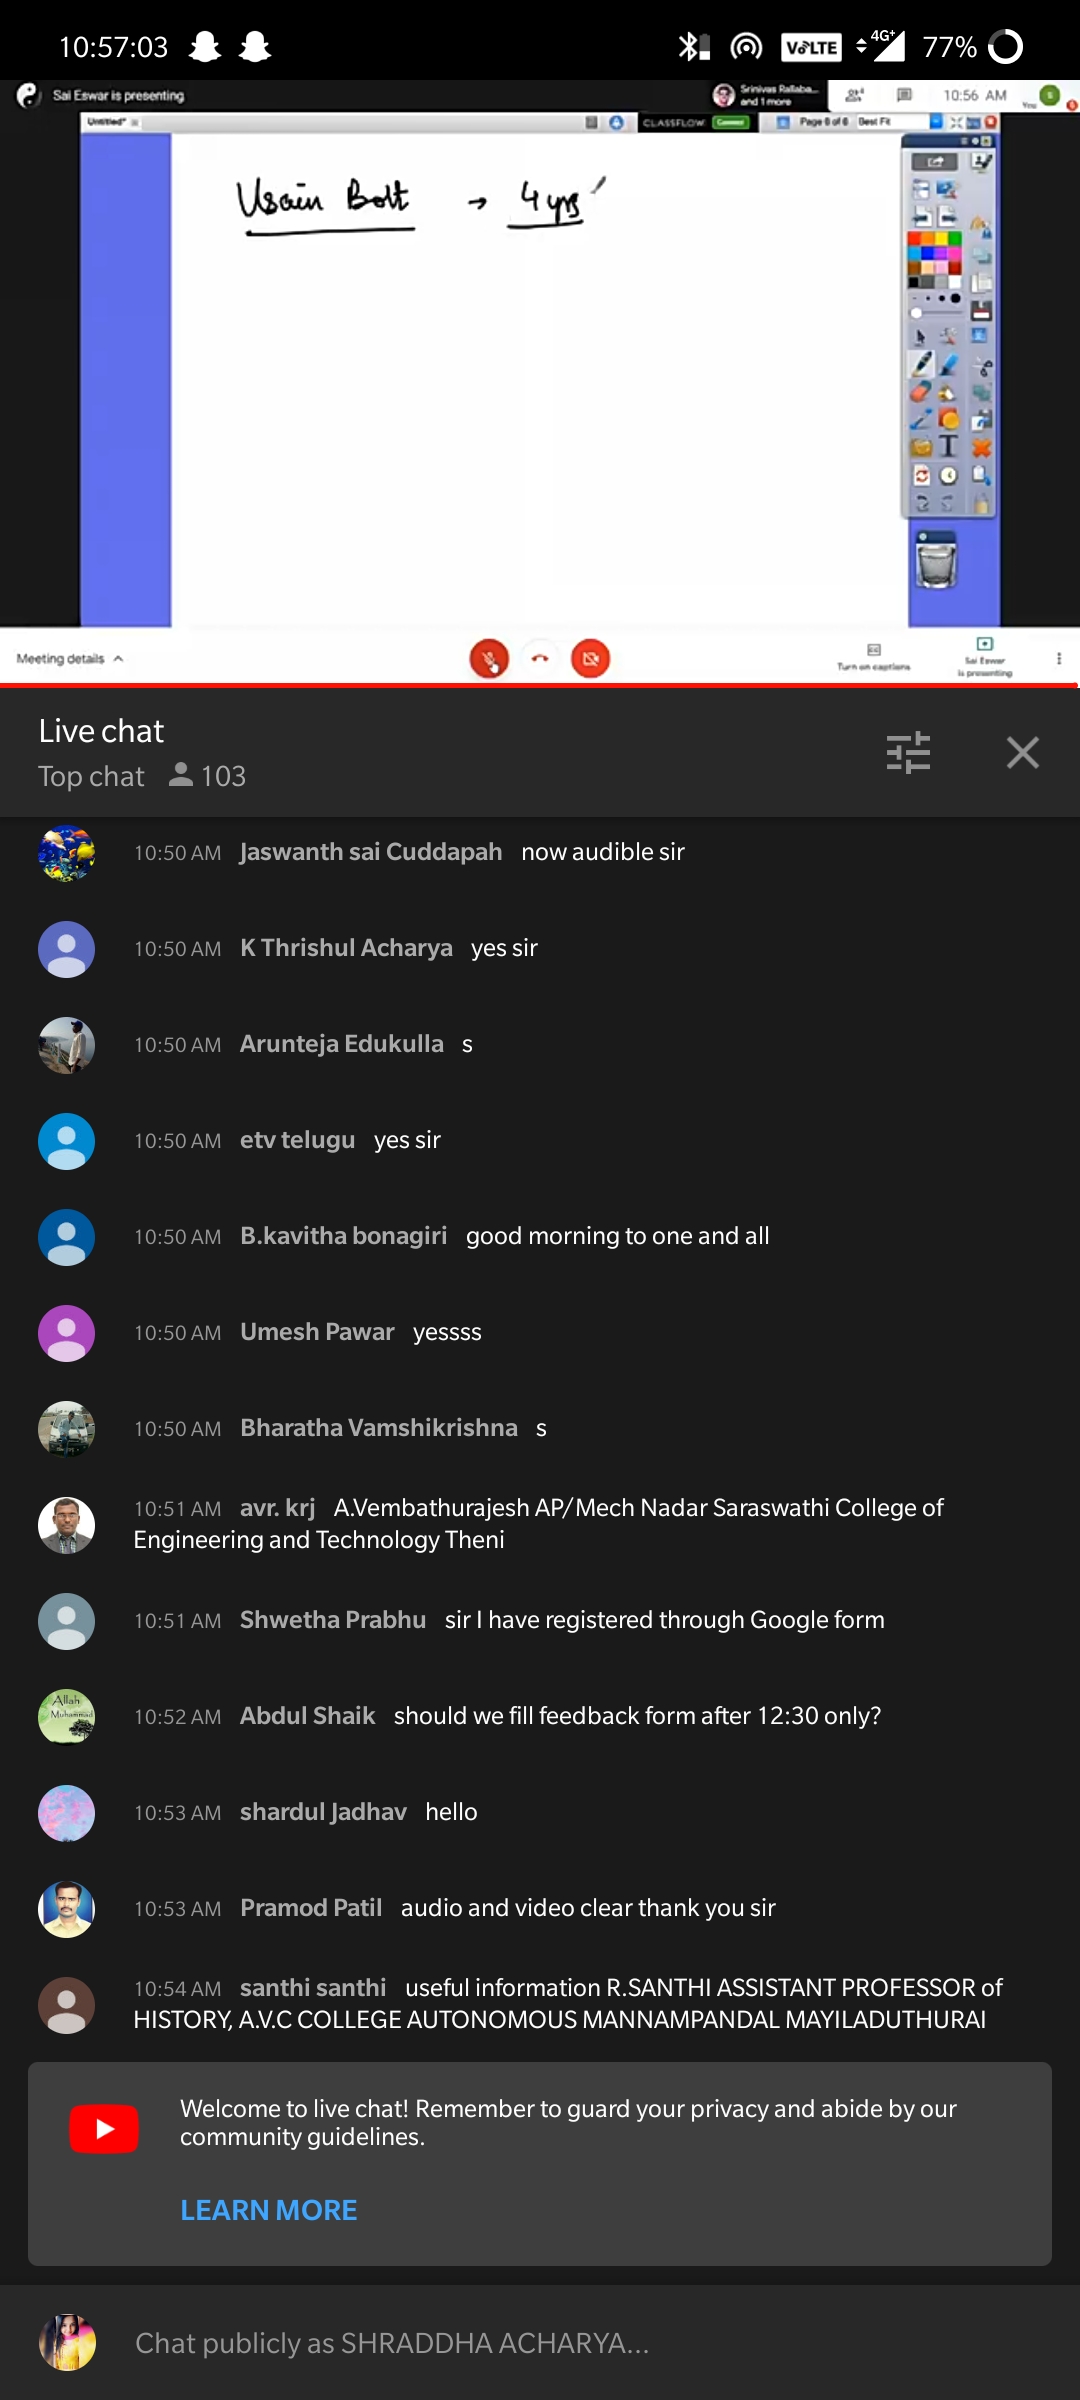 10:57:03
VoLTE 4G+ 77%
Sai Eswar is presenting
Srinivas Rallaba...
and 1 more
10:56 AM
You
Untitled*
CLASSFLOW Connect
Page 6 of 6 Best Fit
Usain Bolt → 4 yrs
Meeting details
Turn on captions
Sai Eswar
is presenting
Live chat
Top chat 103
10:50 AM Jaswanth sai Cuddapah now audible sir
10:50 AM K Thrishul Acharya yes sir
10:50 AM Arunteja Edukulla s
10:50 AM etv telugu yes sir
10:50 AM B.kavitha bonagiri good morning to one and all
10:50 AM Umesh Pawar yessss
10:50 AM Bharatha Vamshikrishna s
10:51 AM avr. krj A.Vembathurajesh AP/Mech Nadar Saraswathi College of
Engineering and Technology Theni
10:51 AM Shwetha Prabhu sir I have registered through Google form
Allah
Muhammad
10:52 AM Abdul Shaik should we fill feedback form after 12:30 only?
10:53 AM shardul Jadhav hello
10:53 AM Pramod Patil audio and video clear thank you sir
10:54 AM santhi santhi useful information R.SANTHI ASSISTANT PROFESSOR of
HISTORY, A.V.C COLLEGE AUTONOMOUS MANNAMPANDAL MAYILADUTHURAI
Welcome to live chat! Remember to guard your privacy and abide by our
community guidelines.
LEARN MORE
Chat publicly as SHRADDHA ACHARYA...